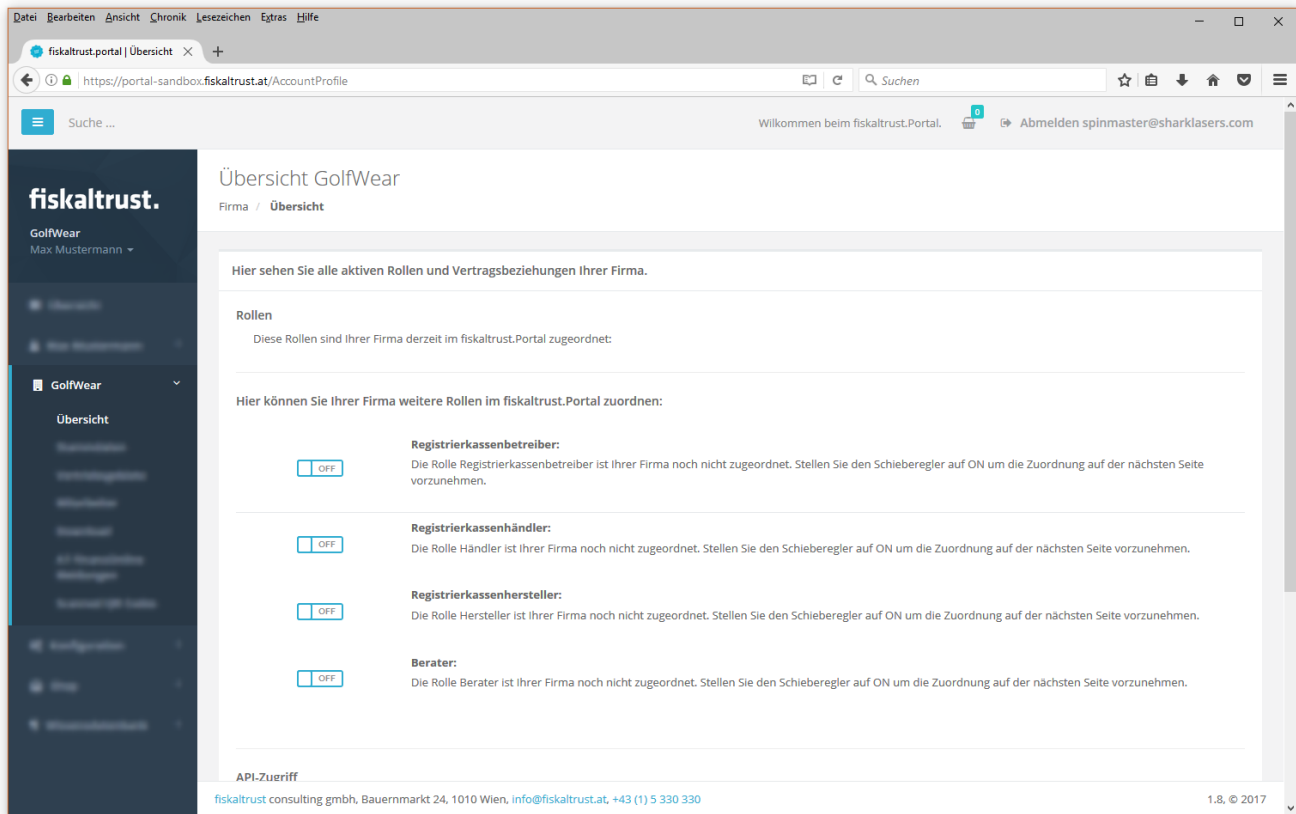 Datei Bearbeiten Ansicht Chronik Lesezeichen Extras Hilfe
fiskaltrust.portal | Übersicht
https://portal-sandbox.fiskaltrust.at/AccountProfile
Suchen
Suche ...
Wilkommen beim fiskaltrust.Portal.
0
Abmelden spinmaster@sharklasers.com
fiskaltrust.
GolfWear
Max Mustermann
GolfWear
Übersicht
Übersicht GolfWear
Firma / Übersicht
Hier sehen Sie alle aktiven Rollen und Vertragsbeziehungen Ihrer Firma.
Rollen
Diese Rollen sind Ihrer Firma derzeit im fiskaltrust.Portal zugeordnet:
Hier können Sie Ihrer Firma weitere Rollen im fiskaltrust.Portal zuordnen:
Registrierkassenbetreiber:
OFF
Die Rolle Registrierkassenbetreiber ist Ihrer Firma noch nicht zugeordnet. Stellen Sie den Schieberegler auf ON um die Zuordnung auf der nächsten Seite
vorzunehmen.
Registrierkassenhändler:
OFF
Die Rolle Händler ist Ihrer Firma noch nicht zugeordnet. Stellen Sie den Schieberegler auf ON um die Zuordnung auf der nächsten Seite vorzunehmen.
Registrierkassenhersteller:
OFF
Die Rolle Hersteller ist Ihrer Firma noch nicht zugeordnet. Stellen Sie den Schieberegler auf ON um die Zuordnung auf der nächsten Seite vorzunehmen.
Berater:
OFF
Die Rolle Berater ist Ihrer Firma noch nicht zugeordnet. Stellen Sie den Schieberegler auf ON um die Zuordnung auf der nächsten Seite vorzunehmen.
API-Zugriff
fiskaltrust consulting gmbh, Bauernmarkt 24, 1010 Wien, info@fiskaltrust.at, +43 (1) 5 330 330
1.8, © 2017